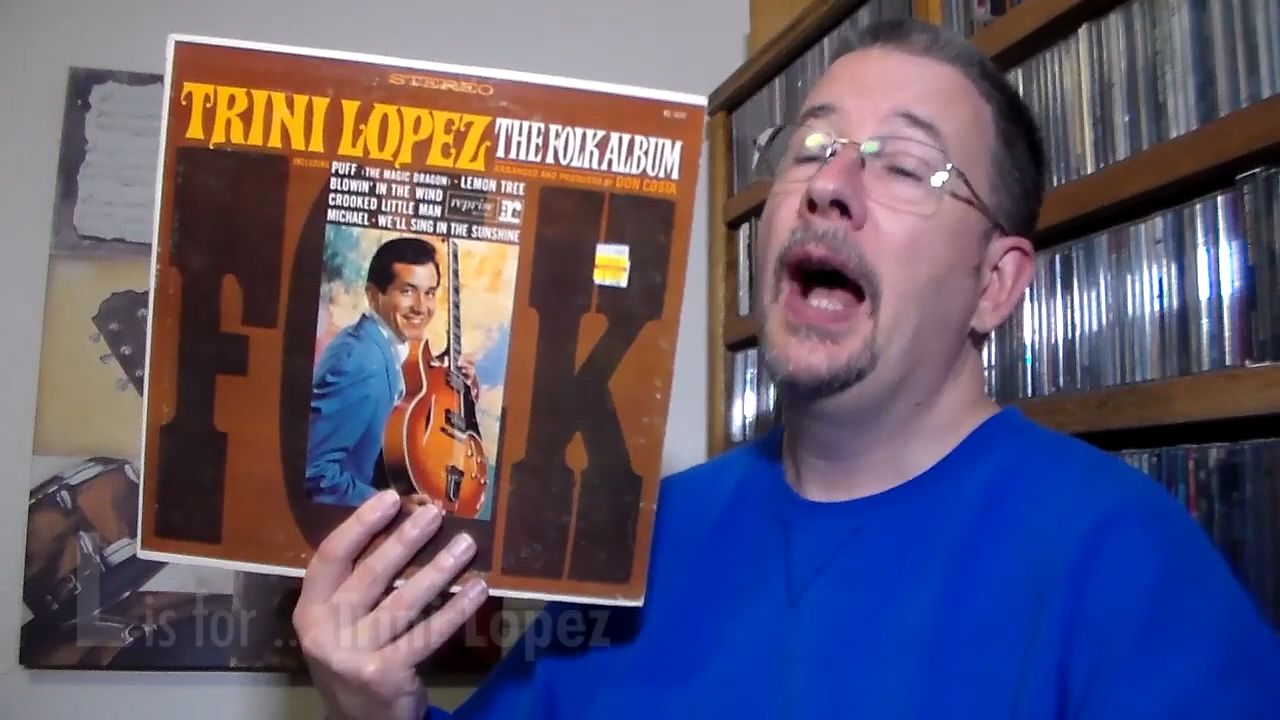 STEREO
TRINI LOPEZ THE FOLK ALBUM
INCLUDING PUFF (THE MAGIC DRAGON) - LEMON TREE
ARRANGED AND PRODUCED BY DON COSTA
BLOWIN' IN THE WIND
CROOKED LITTLE MAN
reprise
MICHAEL - WE'LL SING IN THE SUNSHINE
FOLK
L is for ... Trini Lopez